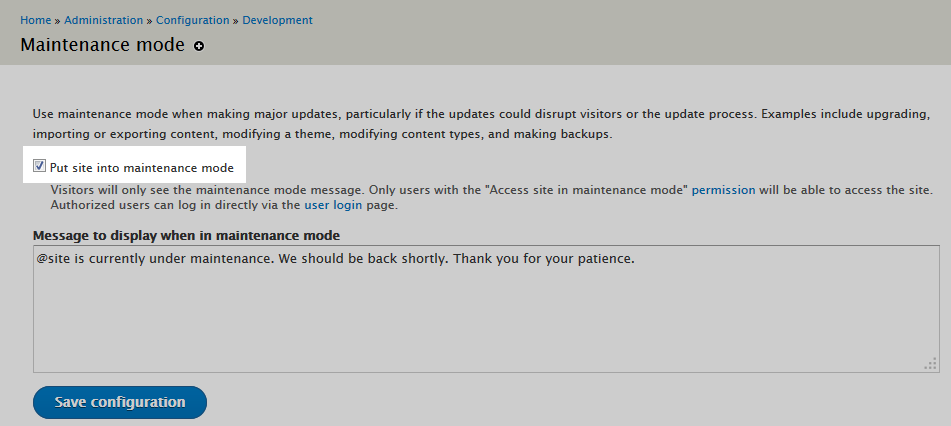 Home » Administration » Configuration » Development
Maintenance mode
Use maintenance mode when making major updates, particularly if the updates could disrupt visitors or the update process. Examples include upgrading,
importing or exporting content, modifying a theme, modifying content types, and making backups.
Put site into maintenance mode
Visitors will only see the maintenance mode message. Only users with the "Access site in maintenance mode" permission will be able to access the site.
Authorized users can log in directly via the user login page.
Message to display when in maintenance mode
@site is currently under maintenance. We should be back shortly. Thank you for your patience.
Save configuration